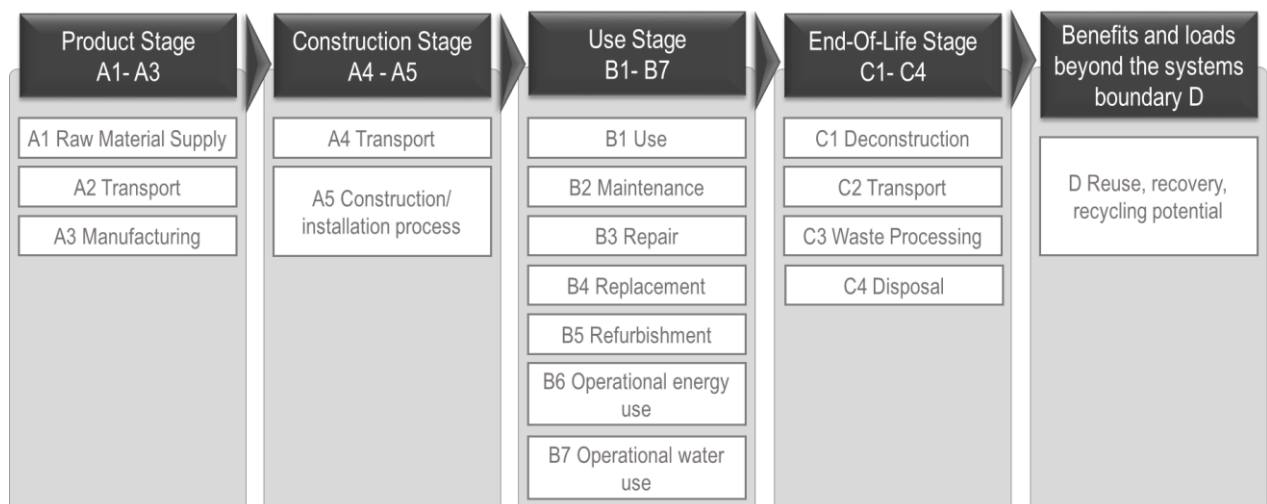 Product Stage
A1- A3
Construction Stage
A4 - A5
Use Stage
B1- B7
End-Of-Life Stage
C1- C4
Benefits and loads
beyond the systems
boundary D
A1 Raw Material Supply
A2 Transport
A3 Manufacturing
A4 Transport
A5 Construction/
installation process
B1 Use
B2 Maintenance
B3 Repair
B4 Replacement
B5 Refurbishment
B6 Operational energy
use
B7 Operational water
use
C1 Deconstruction
C2 Transport
C3 Waste Processing
C4 Disposal
D Reuse, recovery,
recycling potential